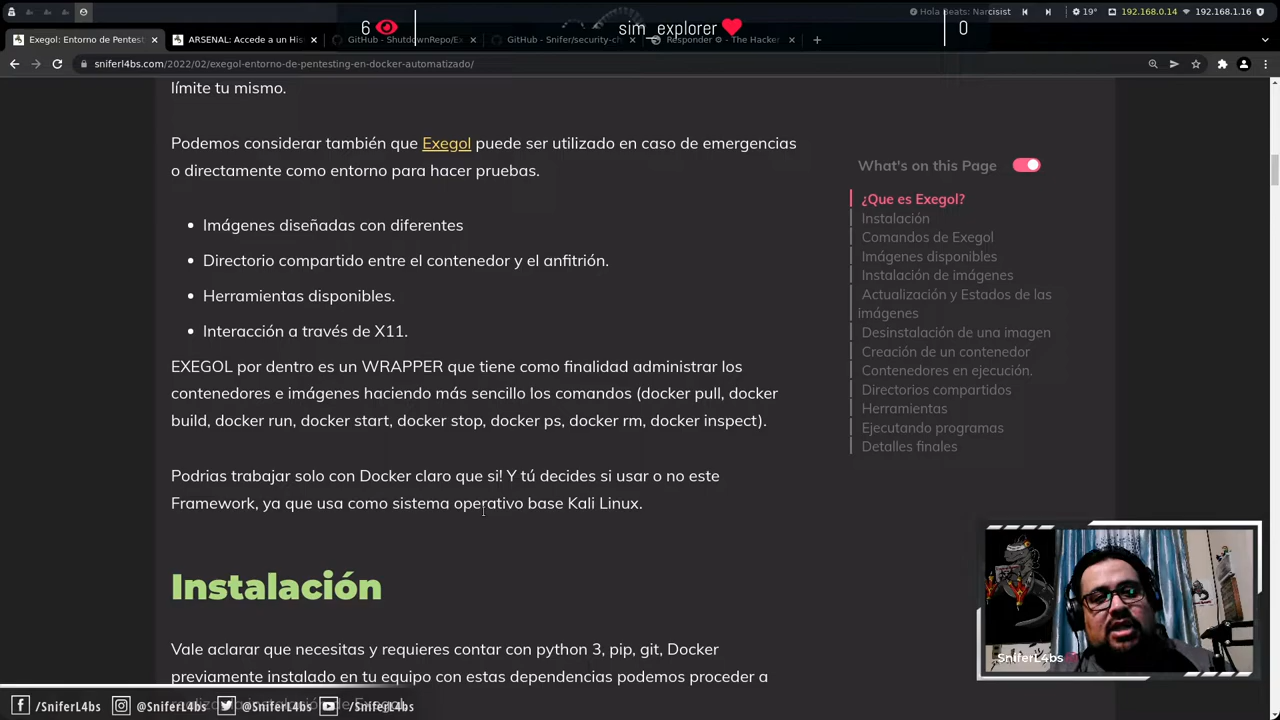 Hola Beats: Narcisist
19° 192.168.0.14 192.168.1.16
6 sim_explorer 0
Exegol: Entorno de Pentest
ARSENAL: Accede a un His
GitHub - ShutdownRepo/Ex
GitHub - Snifer/security-ch
Responder ⚙ - The Hacker
sniferl4bs.com/2022/02/exegol-entorno-de-pentesting-en-docker-automatizado/
límite tu mismo.
Podemos considerar también que Exegol puede ser utilizado en caso de emergencias
o directamente como entorno para hacer pruebas.
Imágenes diseñadas con diferentes
Directorio compartido entre el contenedor y el anfitrión.
Herramientas disponibles.
Interacción a través de X11.
EXEGOL por dentro es un WRAPPER que tiene como finalidad administrar los
contenedores e imágenes haciendo más sencillo los comandos (docker pull, docker
build, docker run, docker start, docker stop, docker ps, docker rm, docker inspect).
Podrias trabajar solo con Docker claro que si! Y tú decides si usar o no este
Framework, ya que usa como sistema operativo base Kali Linux.
Instalación
Vale aclarar que necesitas y requieres contar con python 3, pip, git, Docker
previamente instalado en tu equipo con estas dependencias podemos proceder a
What's on this Page
¿Que es Exegol?
Instalación
Comandos de Exegol
Imágenes disponibles
Instalación de imágenes
Actualización y Estados de las
imágenes
Desinstalación de una imagen
Creación de un contenedor
Contenedores en ejecución.
Directorios compartidos
Herramientas
Ejecutando programas
Detalles finales
SniferL4bs
/SniferL4bs @SniferL4bs @SniferL4bs /SniferL4bs